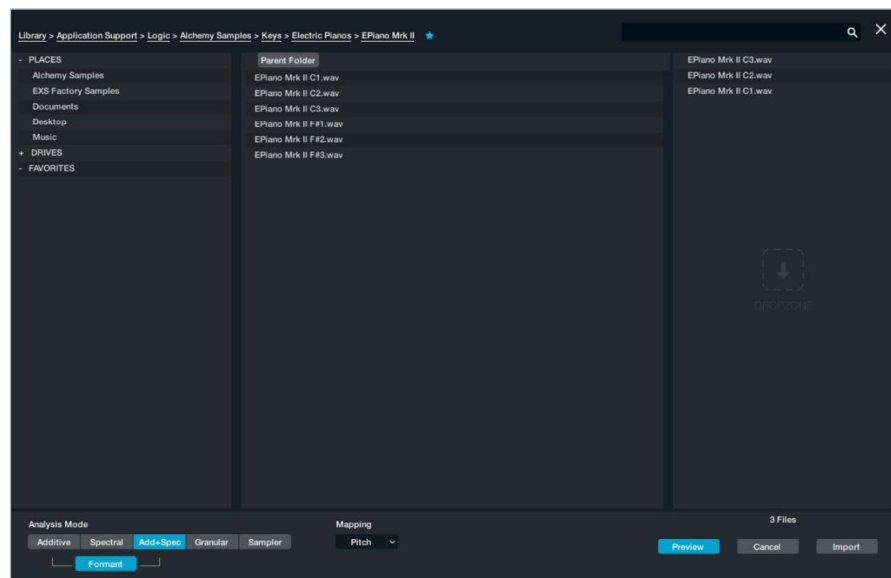 Library > Application Support > Logic > Alchemy Samples > Keys > Electric Pianos > EPiano Mrk II
- PLACES
Alchemy Samples
EXS Factory Samples
Documents
Desktop
Music
+ DRIVES
- FAVORITES
Parent Folder
EPiano Mrk II C1.wav
EPiano Mrk II C2.wav
EPiano Mrk II C3.wav
EPiano Mrk II F#1.wav
EPiano Mrk II F#2.wav
EPiano Mrk II F#3.wav
EPiano Mrk II C3.wav
EPiano Mrk II C2.wav
EPiano Mrk II C1.wav
DROPZONE
Analysis Mode
Additive Spectral Add+Spec Granular Sampler
Formant
Mapping
Pitch
3 Files
Preview Cancel Import